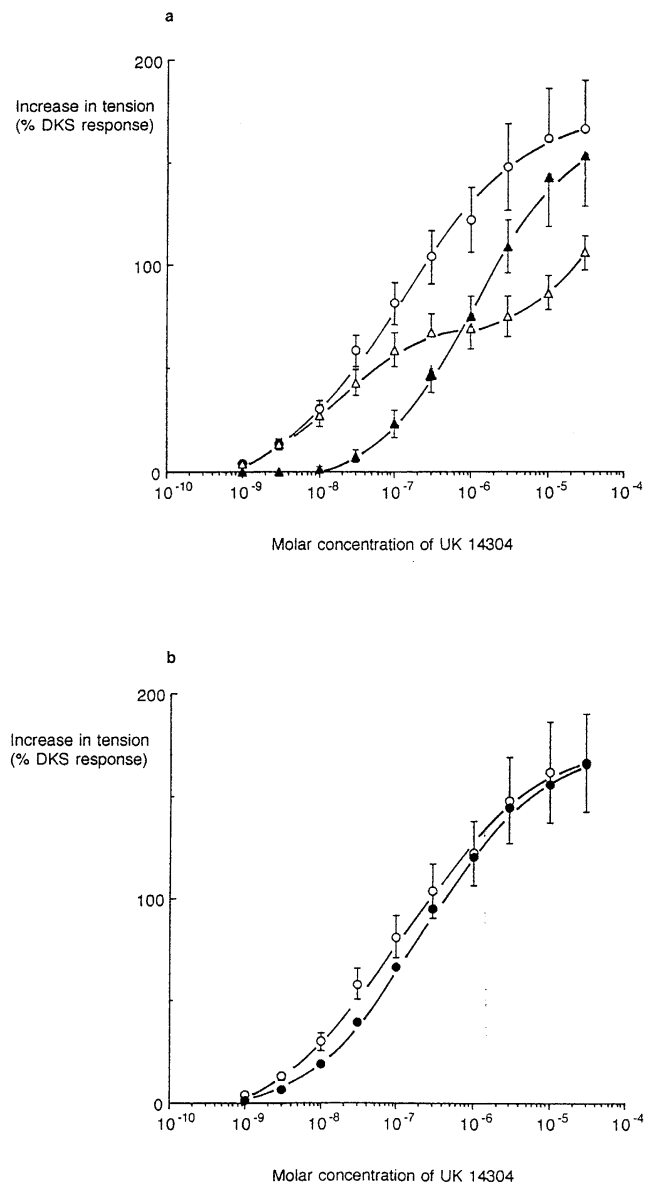 a
200
Increase in tension
(% DKS response)
100
0
10-10 10-9 10-8 10-7 10-6 10-5 10-4
Molar concentration of UK 14304
b
200
Increase in tension
(% DKS response)
100
0
10-10 10-9 10-8 10-7 10-6 10-5 10-4
Molar concentration of UK 14304